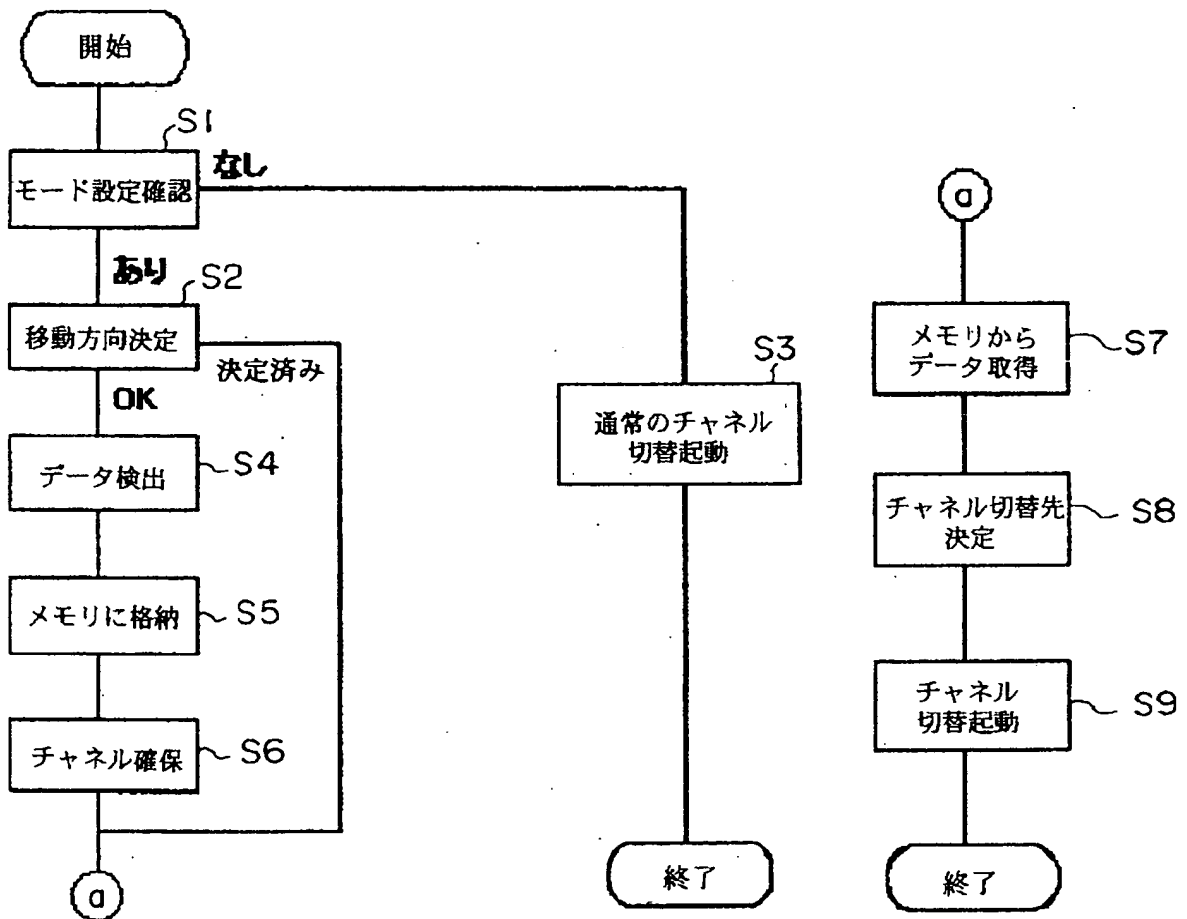 開始
S1
モード設定確認
なし
あり
S2
移動方向決定
決定済み
OK
データ検出
S4
メモリに格納
S5
チャネル確保
S6
a
S3
通常のチャネル
切替起動
終了
a
メモリから
データ取得
S7
チャネル切替先
決定
S8
チャネル
切替起動
S9
終了